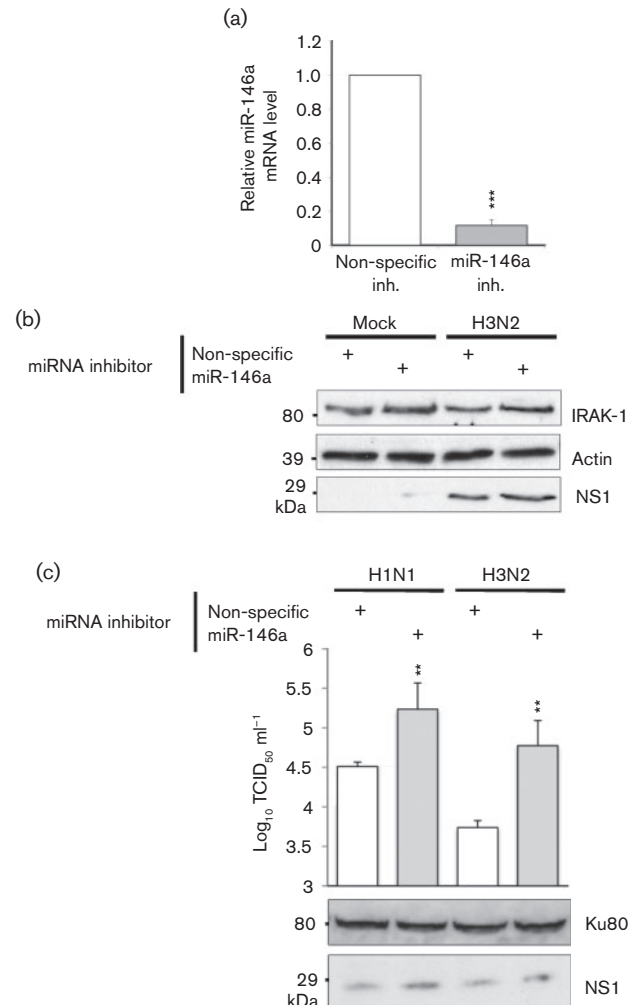 (a)
Relative miR-146a
mRNA level
1.2
1.0
0.8
0.6
0.4
0.2
0
***
Non-specific
inh.
miR-146a
inh.
(b)
Mock
H3N2
miRNA inhibitor
Non-specific
+
+
miR-146a
+
+
80
IRAK-1
39
Actin
29
kDa
NS1
(c)
H1N1
H3N2
miRNA inhibitor
Non-specific
+
+
miR-146a
+
+
Log10 TCID50 ml−1
6
5.5
5
4.5
4
3.5
3
**
**
80
Ku80
29
kDa
NS1